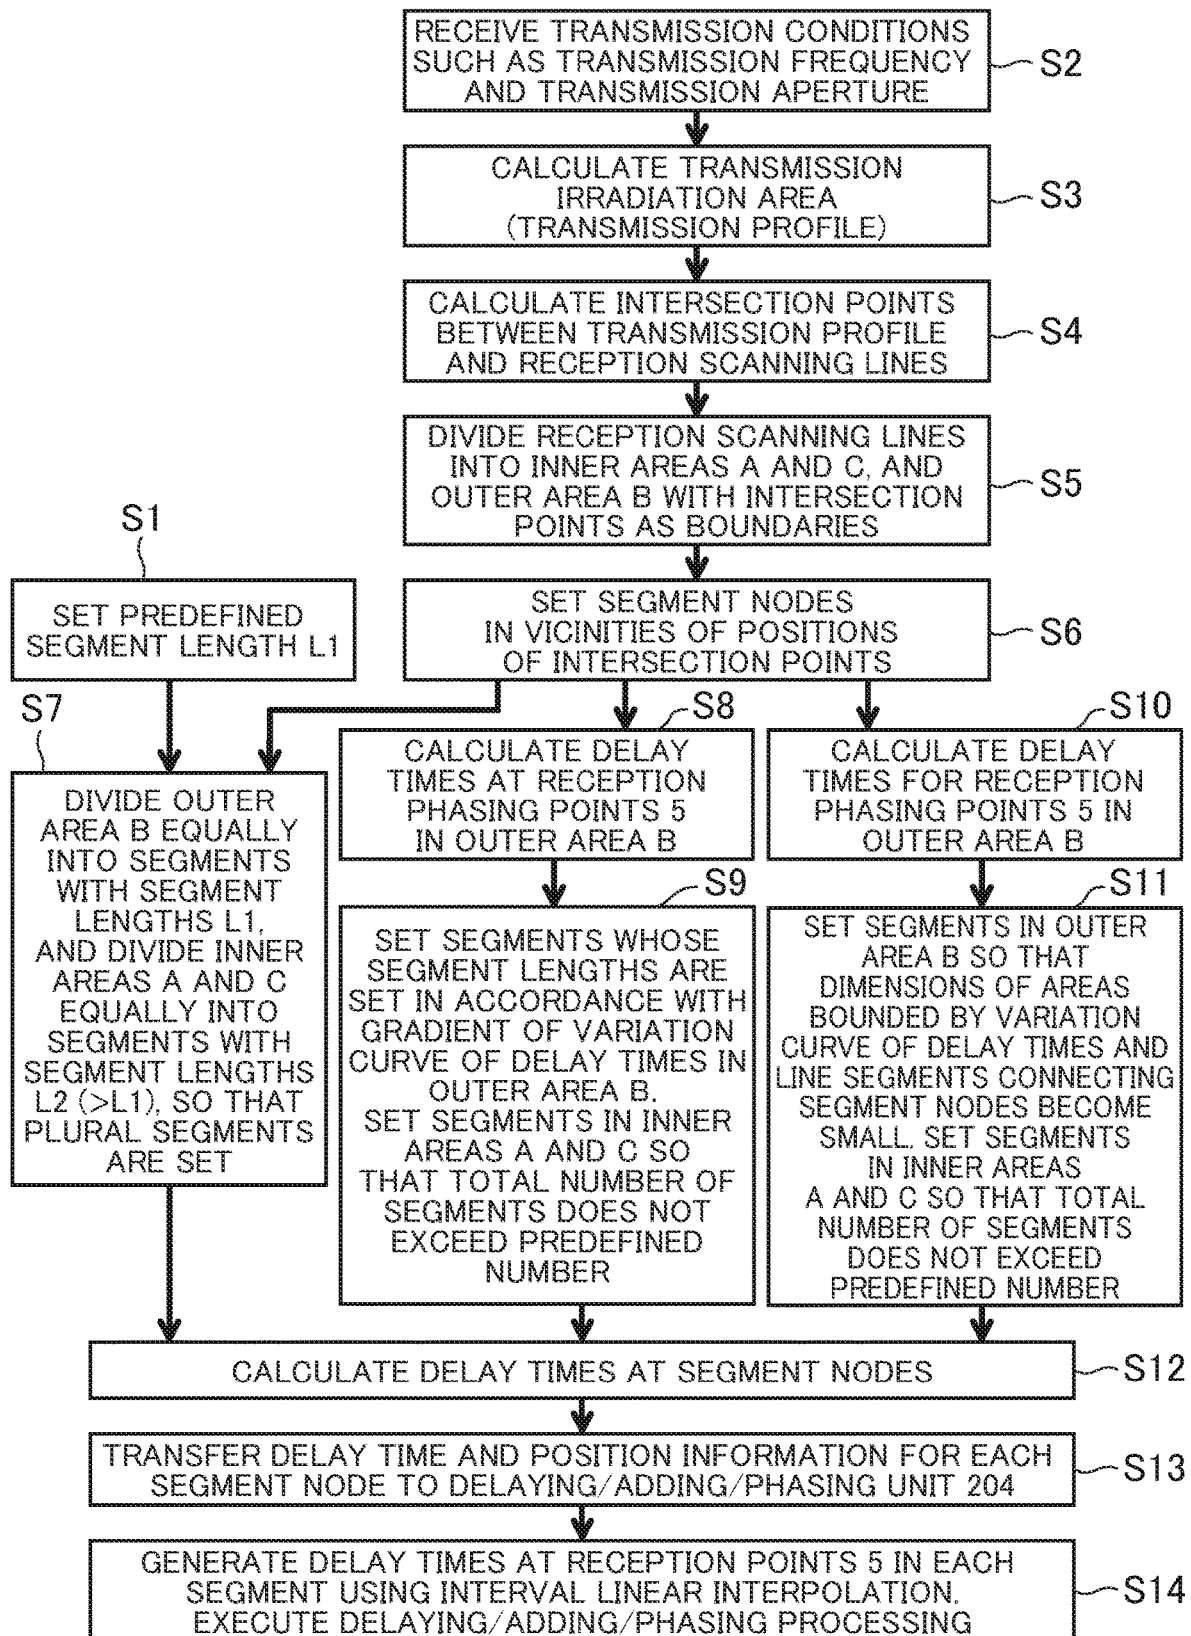 RECEIVE TRANSMISSION CONDITIONS
SUCH AS TRANSMISSION FREQUENCY
AND TRANSMISSION APERTURE
S2
CALCULATE TRANSMISSION
IRRADIATION AREA
(TRANSMISSION PROFILE)
S3
CALCULATE INTERSECTION POINTS
BETWEEN TRANSMISSION PROFILE
AND RECEPTION SCANNING LINES
S4
DIVIDE RECEPTION SCANNING LINES
INTO INNER AREAS A AND C, AND
OUTER AREA B WITH INTERSECTION
POINTS AS BOUNDARIES
S5
S1
SET PREDEFINED
SEGMENT LENGTH L1
SET SEGMENT NODES
IN VICINITIES OF POSITIONS
OF INTERSECTION POINTS
S6
S7
DIVIDE OUTER
AREA B EQUALLY
INTO SEGMENTS
WITH SEGMENT
LENGTHS L1,
AND DIVIDE INNER
AREAS A AND C
EQUALLY INTO
SEGMENTS WITH
SEGMENT LENGTHS
L2 (>L1), SO THAT
PLURAL SEGMENTS
ARE SET
S8
CALCULATE DELAY
TIMES AT RECEPTION
PHASING POINTS 5
IN OUTER AREA B
S9
SET SEGMENTS WHOSE
SEGMENT LENGTHS ARE
SET IN ACCORDANCE WITH
GRADIENT OF VARIATION
CURVE OF DELAY TIMES IN
OUTER AREA B.
SET SEGMENTS IN INNER
AREAS A AND C SO
THAT TOTAL NUMBER OF
SEGMENTS DOES NOT
EXCEED PREDEFINED
NUMBER
S10
CALCULATE DELAY
TIMES FOR RECEPTION
PHASING POINTS 5 IN
OUTER AREA B
S11
SET SEGMENTS IN OUTER
AREA B SO THAT
DIMENSIONS OF AREAS
BOUNDED BY VARIATION
CURVE OF DELAY TIMES AND
LINE SEGMENTS CONNECTING
SEGMENT NODES BECOME
SMALL. SET SEGMENTS
IN INNER AREAS
A AND C SO THAT TOTAL
NUMBER OF SEGMENTS
DOES NOT EXCEED
PREDEFINED NUMBER
CALCULATE DELAY TIMES AT SEGMENT NODES
S12
TRANSFER DELAY TIME AND POSITION INFORMATION FOR EACH
SEGMENT NODE TO DELAYING/ADDING/PHASING UNIT 204
S13
GENERATE DELAY TIMES AT RECEPTION POINTS 5 IN EACH
SEGMENT USING INTERVAL LINEAR INTERPOLATION.
EXECUTE DELAYING/ADDING/PHASING PROCESSING
S14